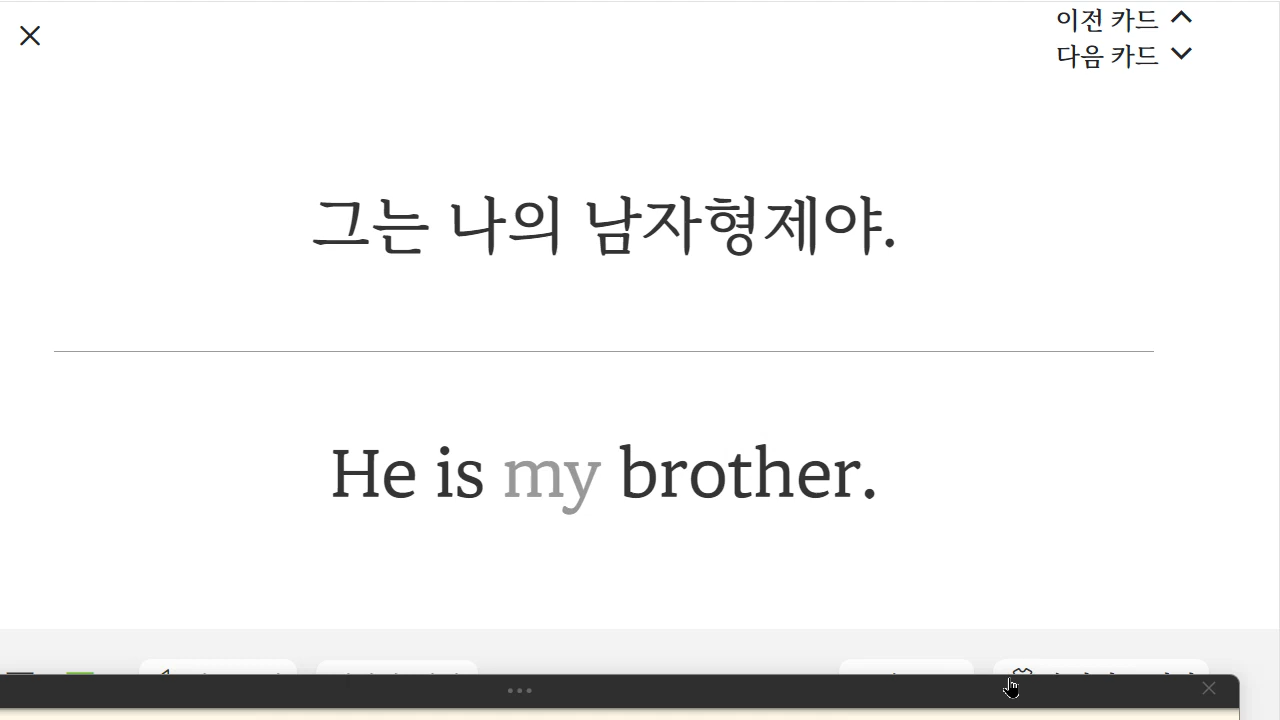 이전 카드
다음 카드
그는 나의 남자형제야.
He is my brother.